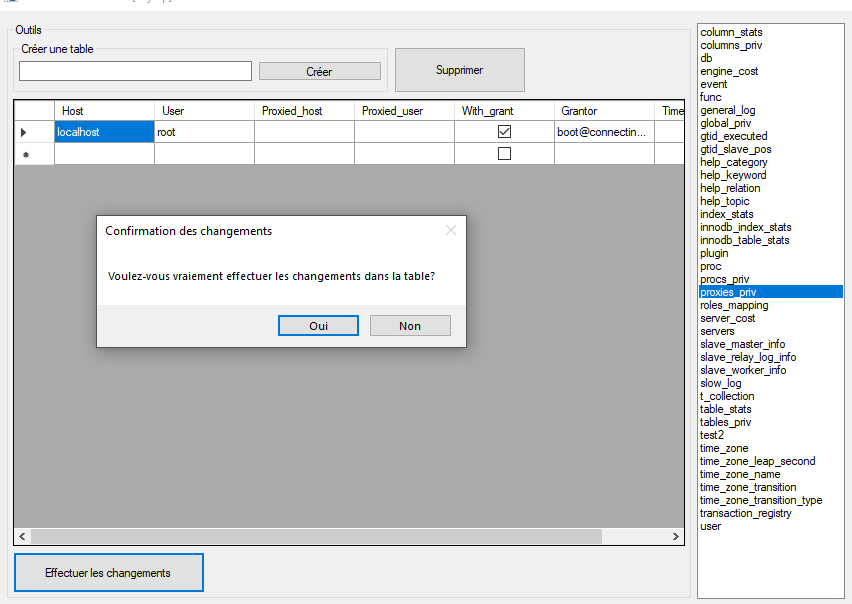 Outils
Créer une table
Créer
Supprimer
Host User Proxied_host Proxied_user With_grant Grantor Time
localhost root boot@connectin...
Confirmation des changements
Voulez-vous vraiment effectuer les changements dans la table?
Oui Non
Effectuer les changements
column_stats
columns_priv
db
engine_cost
event
func
general_log
global_priv
gtid_executed
gtid_slave_pos
help_category
help_keyword
help_relation
help_topic
index_stats
innodb_index_stats
innodb_table_stats
plugin
proc
procs_priv
proxies_priv
roles_mapping
server_cost
servers
slave_master_info
slave_relay_log_info
slave_worker_info
slow_log
t_collection
table_stats
tables_priv
test2
time_zone
time_zone_leap_second
time_zone_name
time_zone_transition
time_zone_transition_type
transaction_registry
user